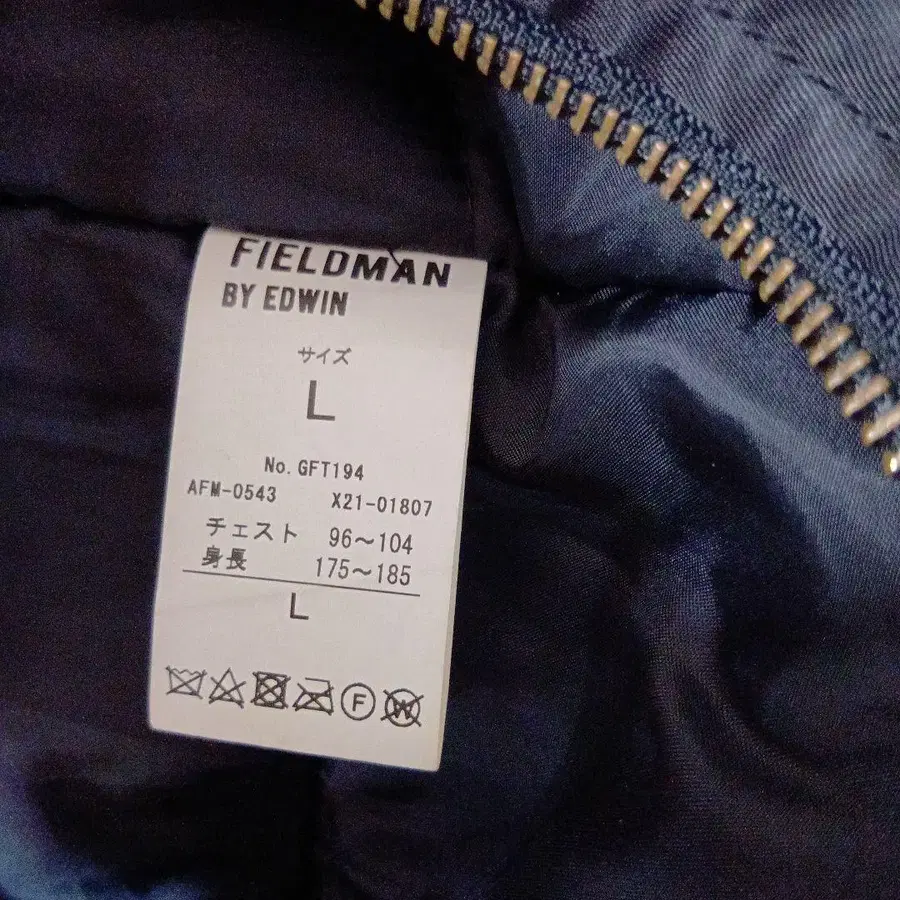 FIELDMAN
BY EDWIN
サイズ
L
No. GFT194
AFM-0543 X21-01807
チェスト 96〜104
身長 175〜185
L
F W